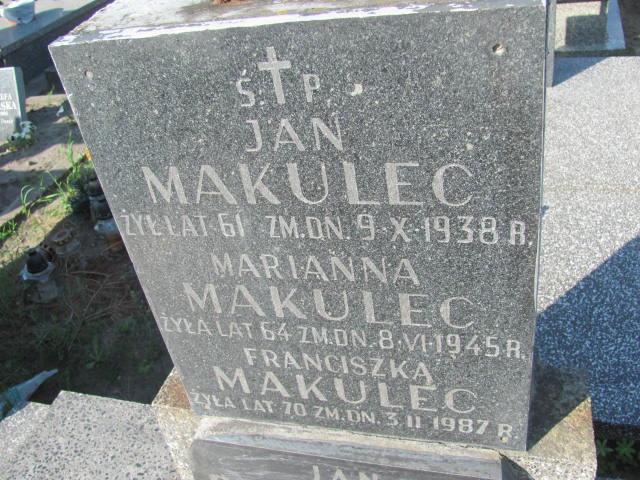 Ś. P.
JAN
MAKULEC
ŻYŁ LAT 61 ZM. DN. 9-X-1938 R.
MARIANNA
MAKULEC
ŻYŁA LAT 64 ZM. DN. 8-VI-1945 R.
FRANCISZKA
MAKULEC
ŻYŁA LAT 70 ZM. DN. 3 II 1987 R.
JAN